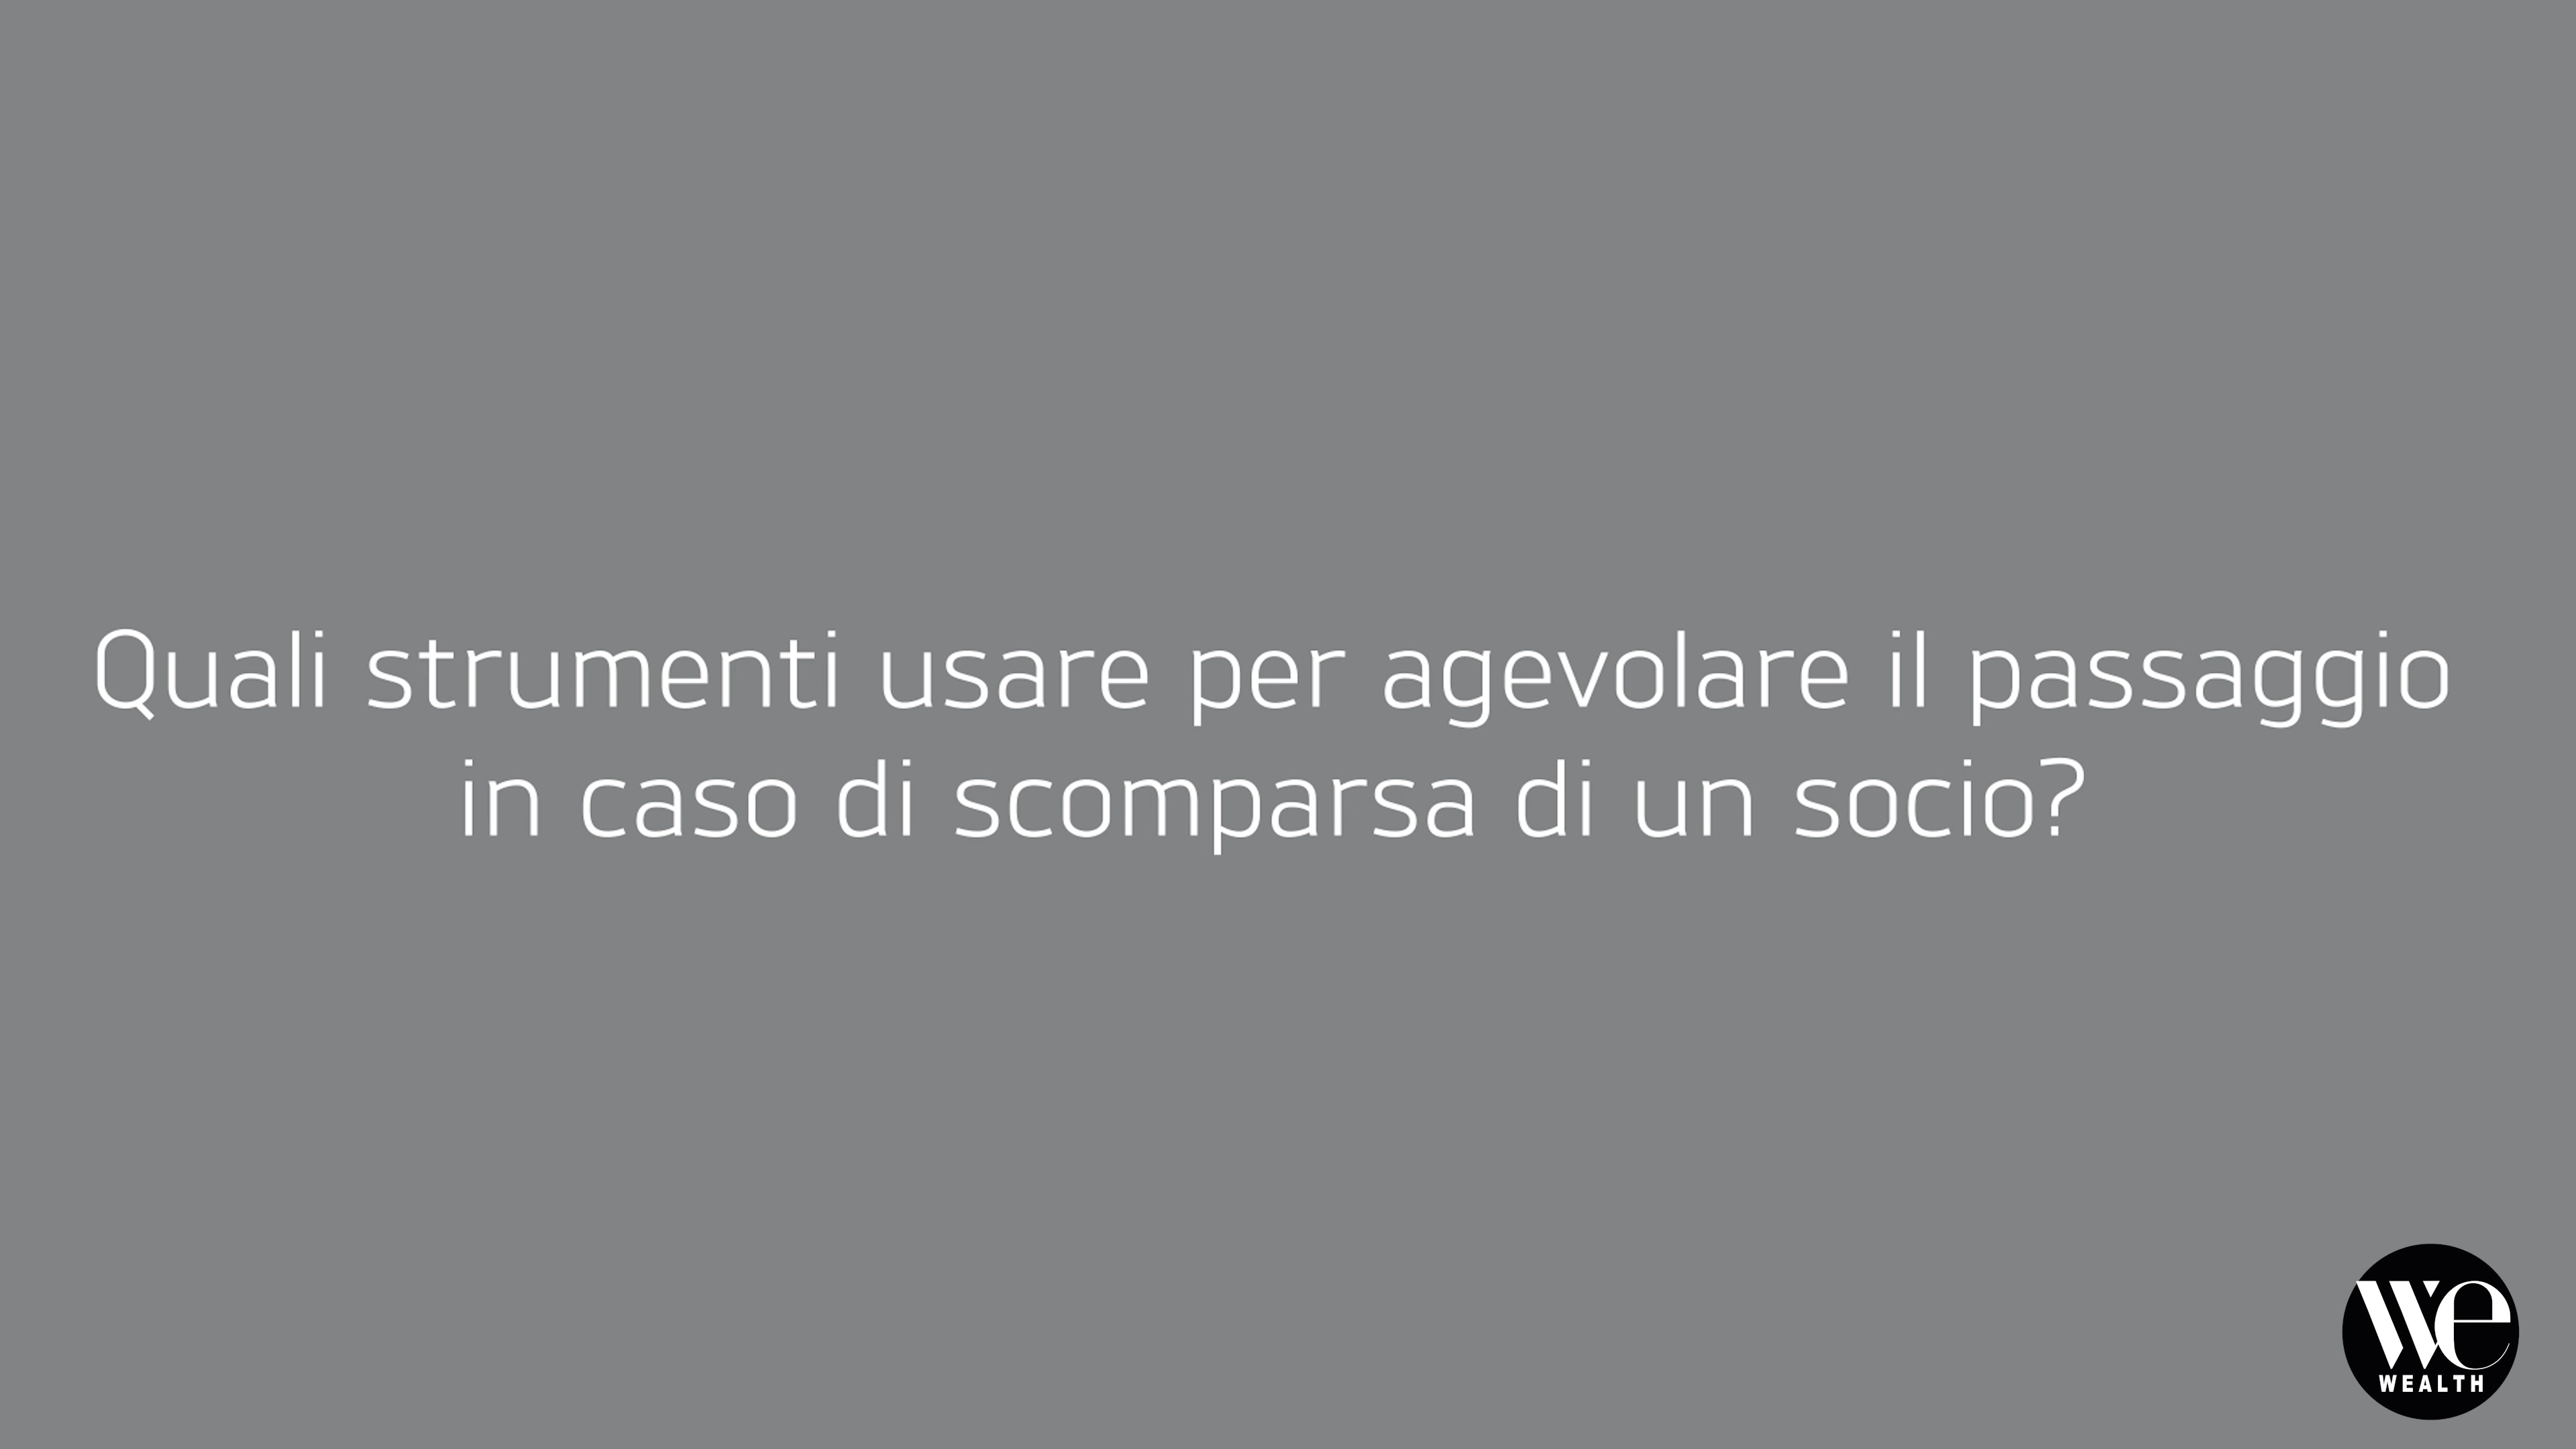 Quali strumenti usare per agevolare il passaggio
in caso di scomparsa di un socio?
we
WEALTH